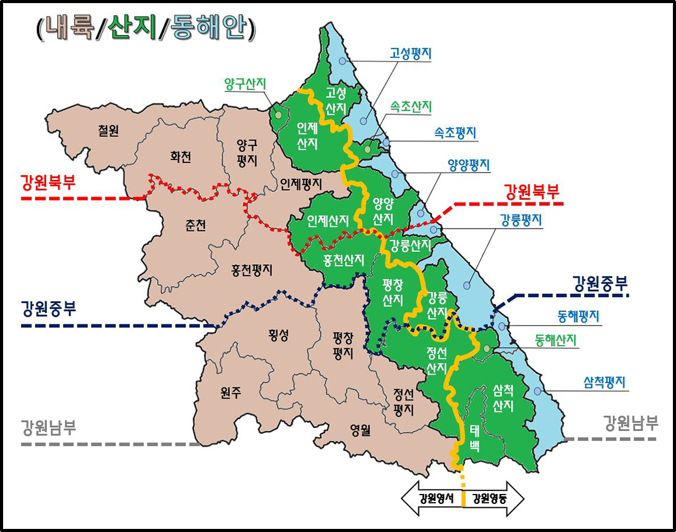 (내륙/산지/동해안)
고성평지
양구산지
고성
산지
속초산지
철원
인제
산지
속초평지
화천
양구
평지
양양평지
인제평지
강원북부
강원북부
양양
산지
인제산지
춘천
강릉평지
강릉산지
홍천산지
홍천평지
평창
산지
강원중부
강릉
산지
강원중부
동해평지
횡성
평창
평지
동해산지
정선
산지
원주
정선
평지
삼척
산지
삼척평지
강원남부
영월
태
백
강원남부
강원영서
강원영동